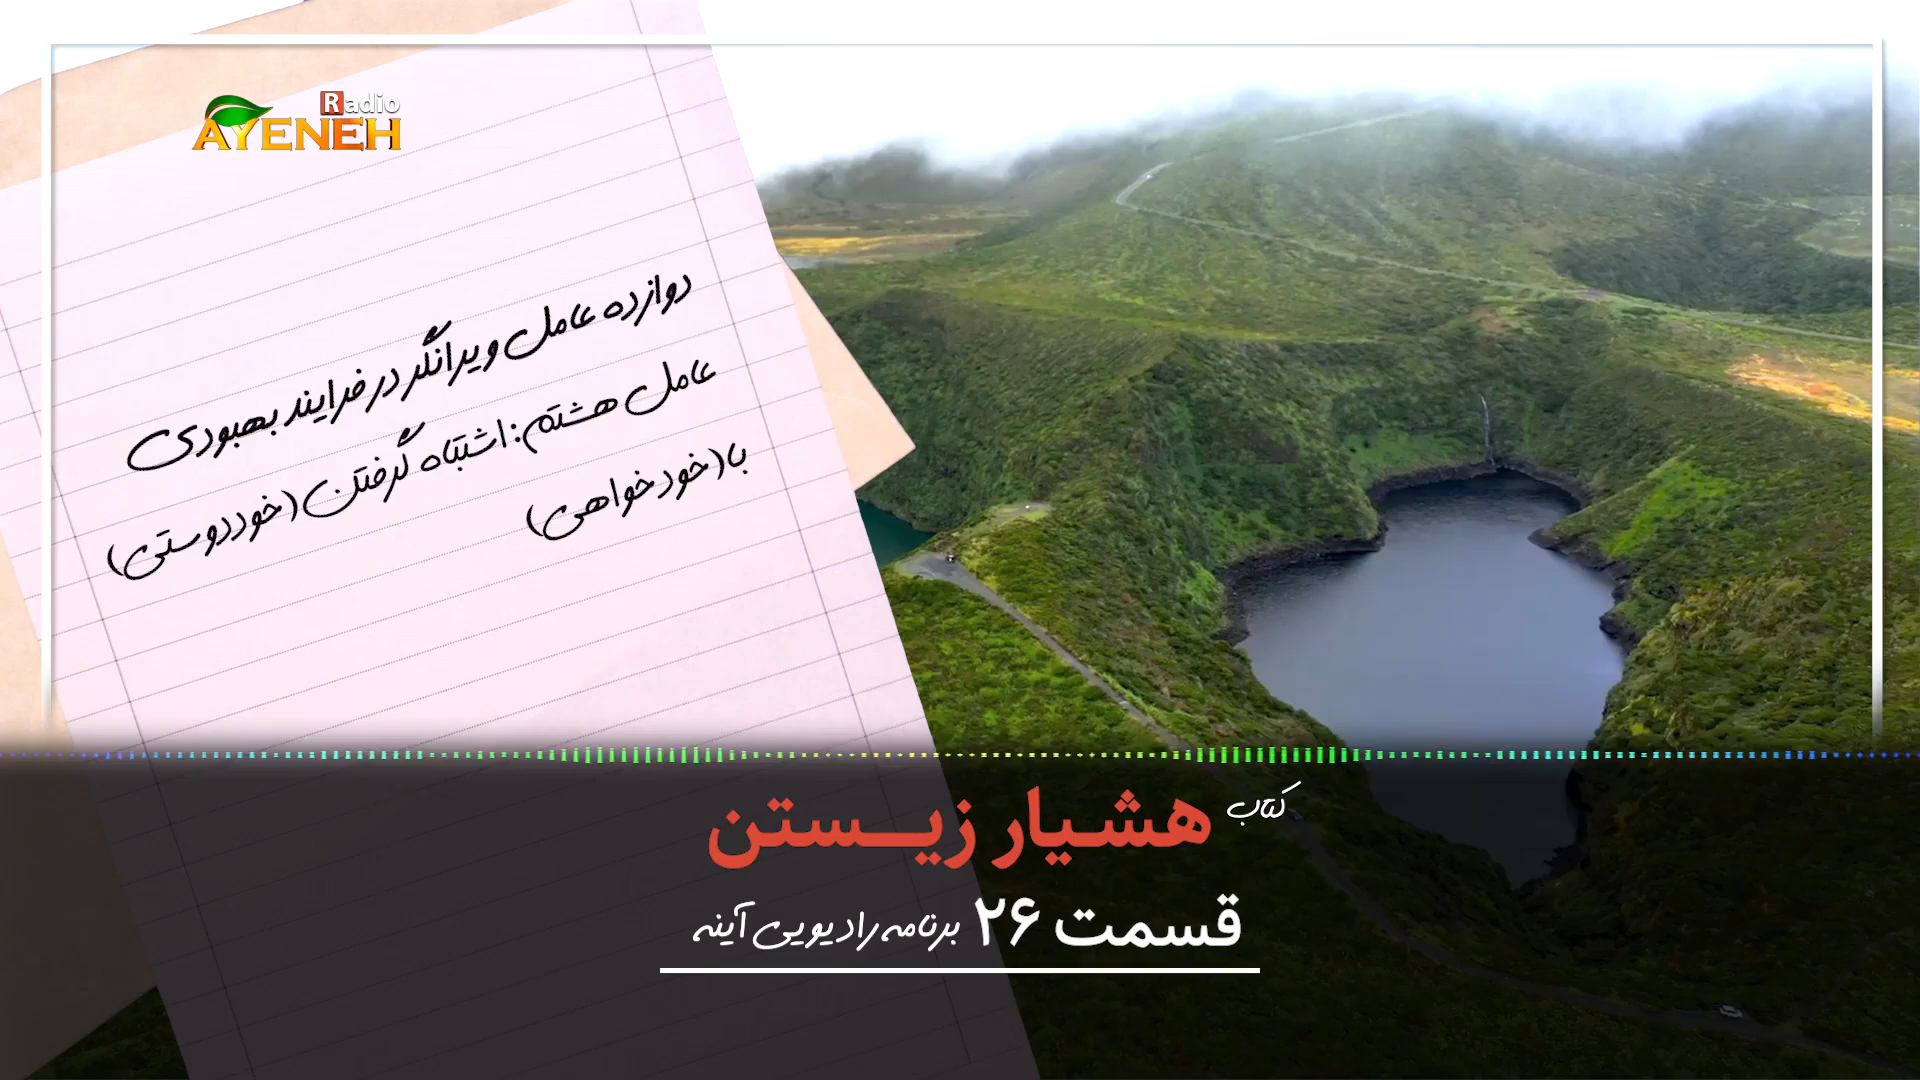 Radio
AYENEH
دوازده عامل ویرانگر در فرایند بهبودی
عامل هشتم: اشتباه گرفتن (خوددوستی)
با (خودخواهی)
کتاب هشیار زیستن
قسمت ۲۶ برنامه رادیویی آینه